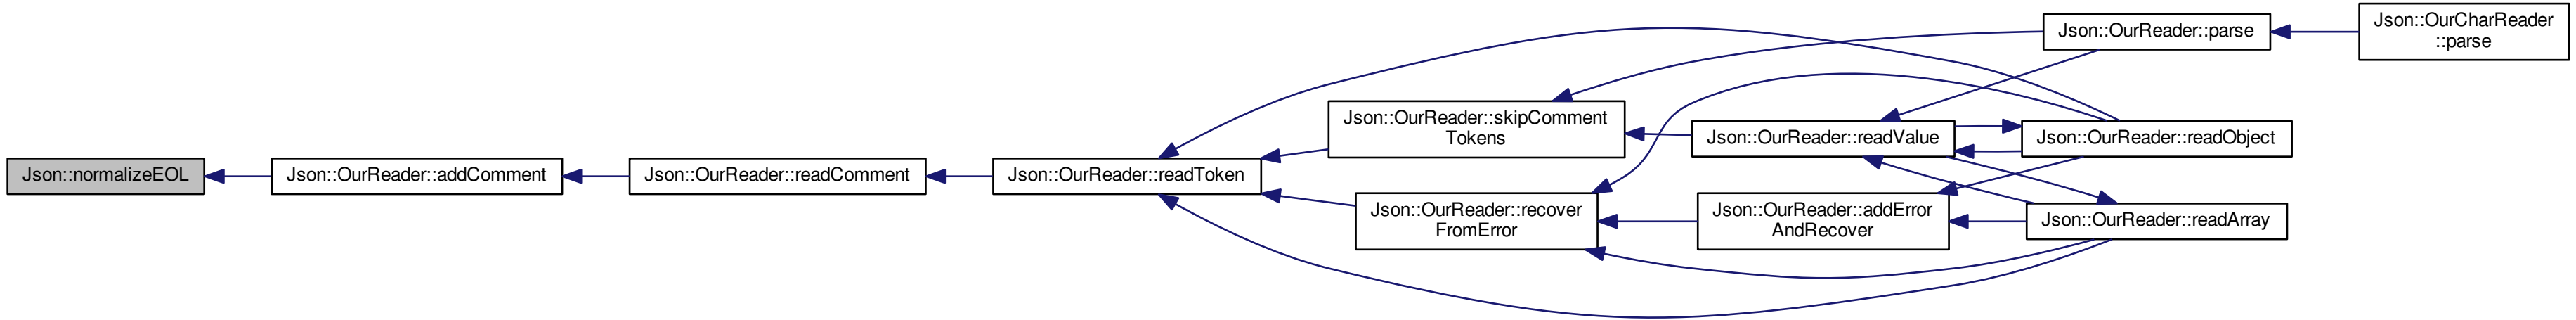 Json::normalizeEOL
Json::OurReader::addComment
Json::OurReader::readComment
Json::OurReader::readToken
Json::OurReader::skipComment
Tokens
Json::OurReader::recover
FromError
Json::OurReader::addError
AndRecover
Json::OurReader::readValue
Json::OurReader::parse
Json::OurReader::readObject
Json::OurReader::readArray
Json::OurCharReader
::parse